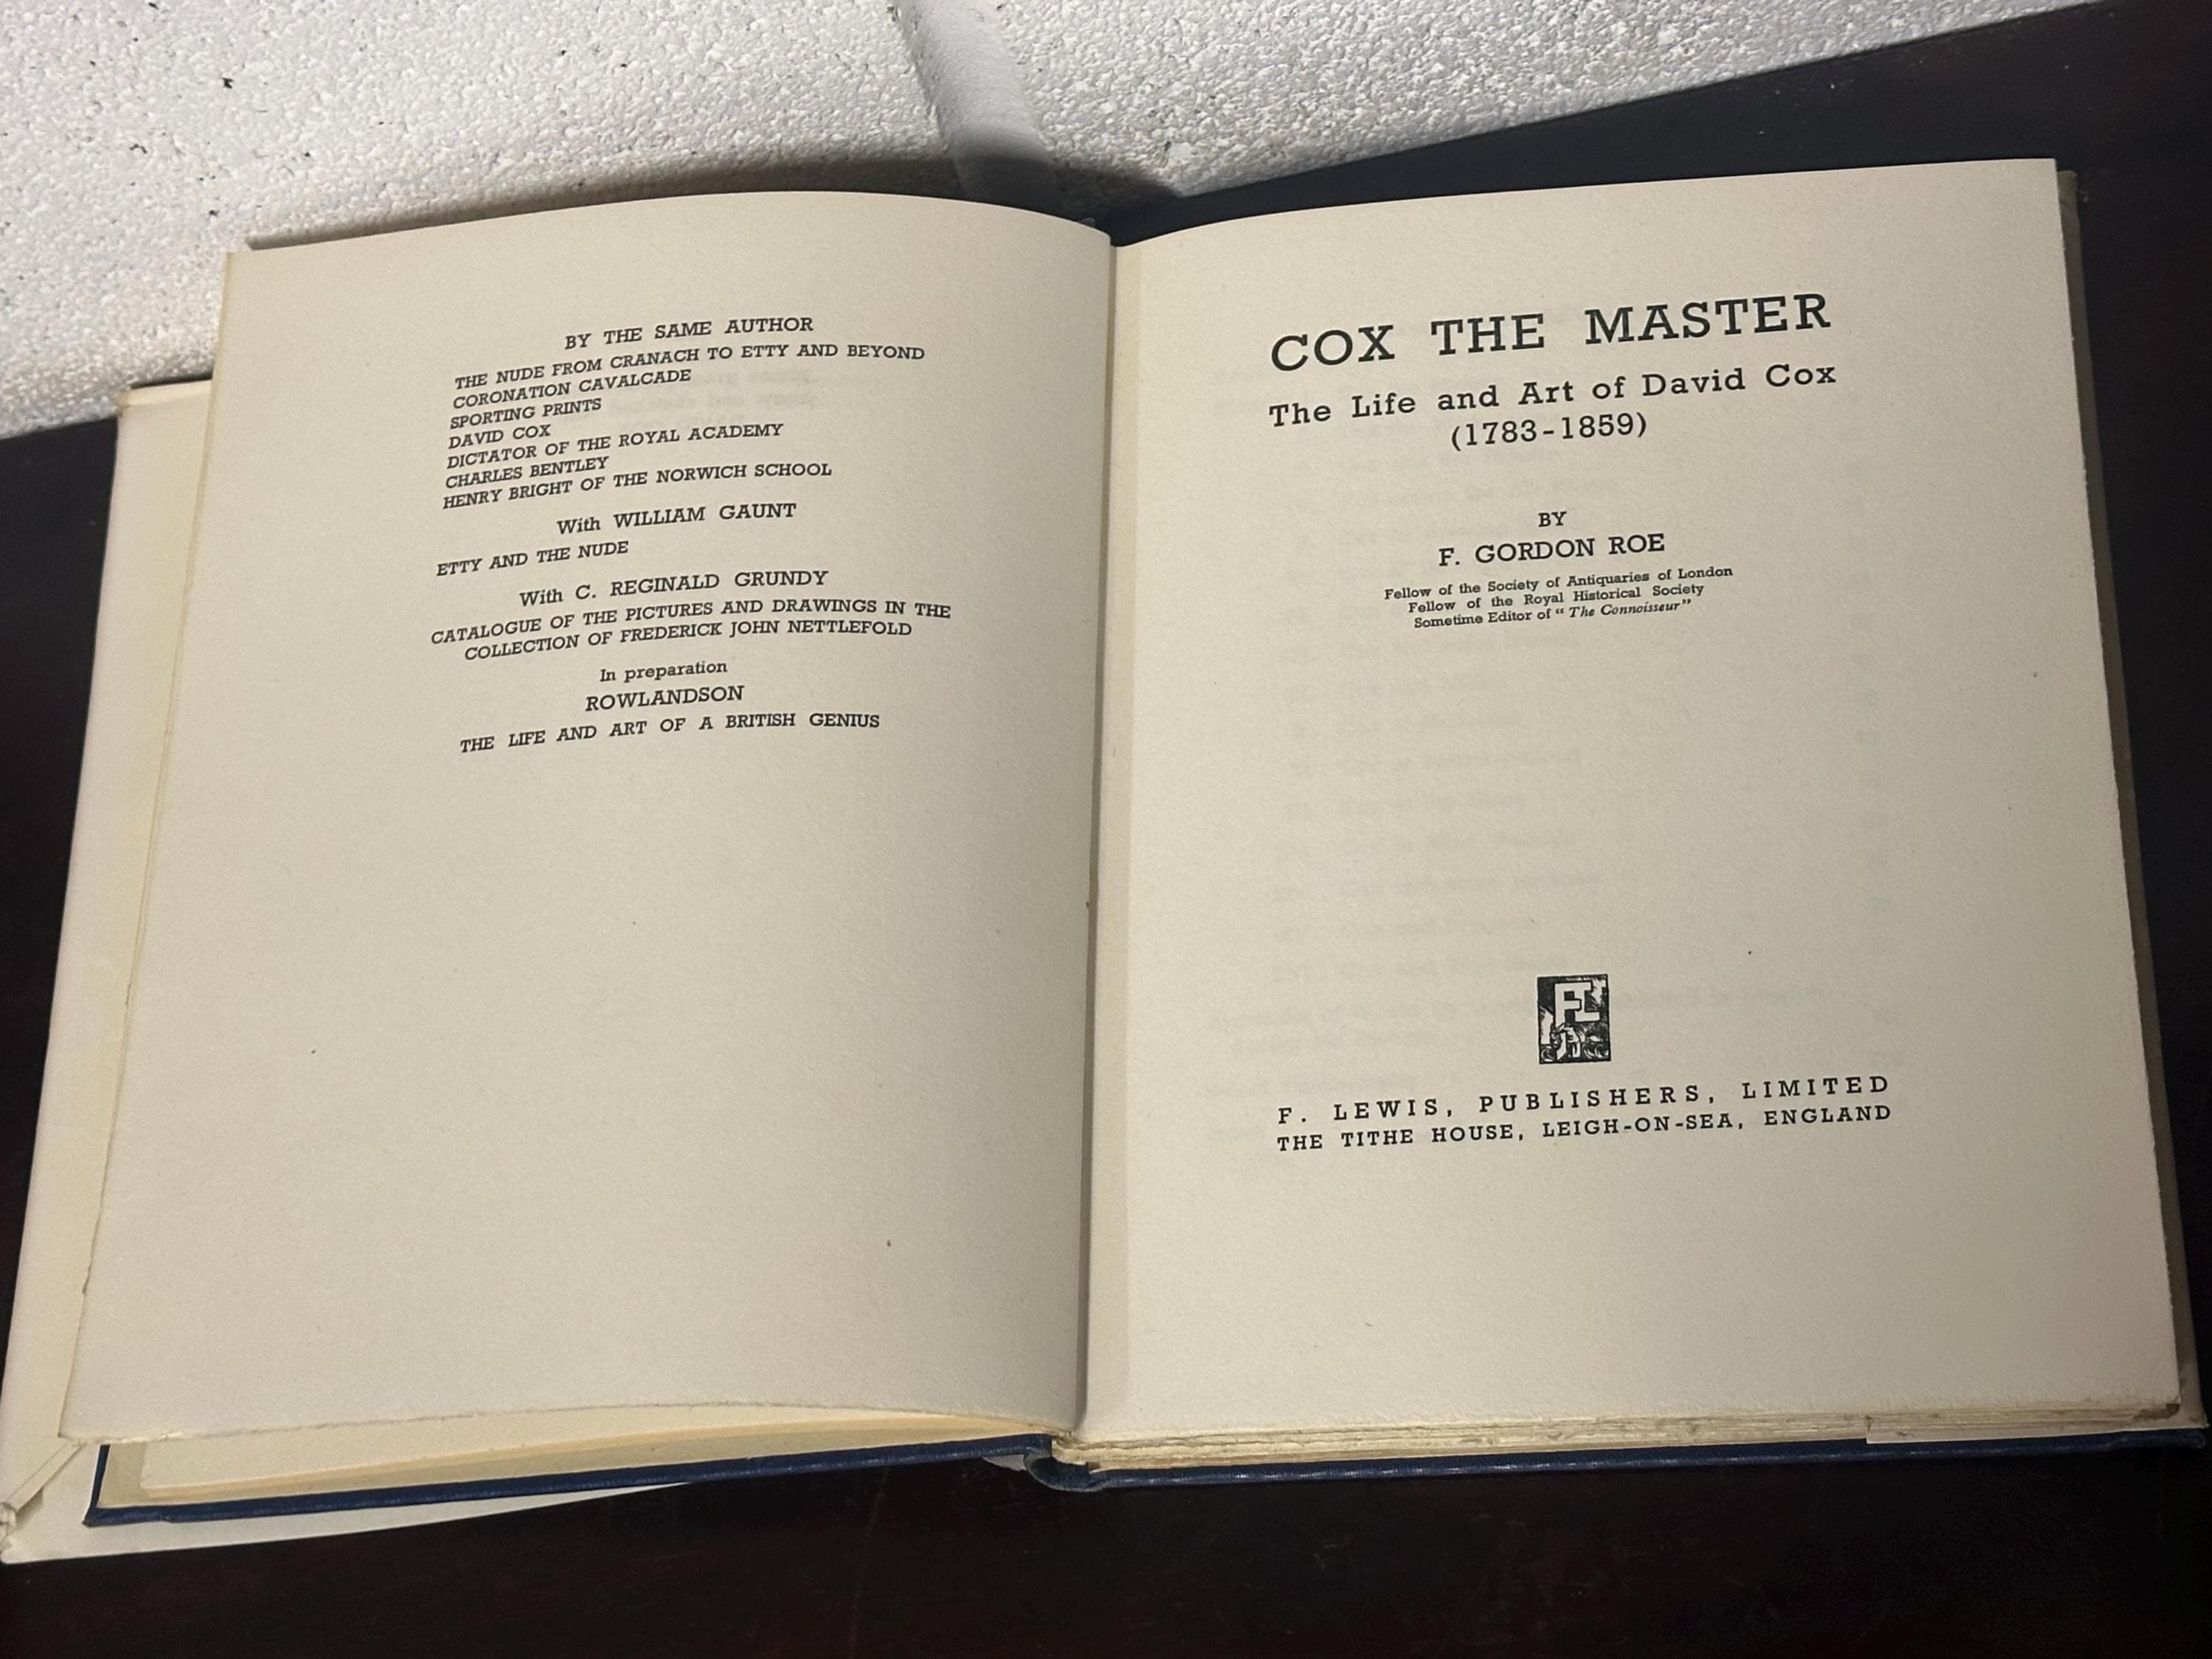 BY THE SAME AUTHOR
THE NUDE FROM CRANACH TO ETTY AND BEYOND
CORONATION CAVALCADE
SPORTING PRINTS
DAVID COX
DICTATOR OF THE ROYAL ACADEMY
CHARLES BENTLEY
HENRY BRIGHT OF THE NORWICH SCHOOL
With WILLIAM GAUNT
ETTY AND THE NUDE
With C. REGINALD GRUNDY
CATALOGUE OF THE PICTURES AND DRAWINGS IN THE
COLLECTION OF FREDERICK JOHN NETTLEFOLD
In preparation
ROWLANDSON
THE LIFE AND ART OF A BRITISH GENIUS
COX THE MASTER
The Life and Art of David Cox
(1783-1859)
BY
F. GORDON ROE
Fellow of the Society of Antiquaries of London
Fellow of the Royal Historical Society
Sometime Editor of “The Connoisseur”
FL
F. LEWIS, PUBLISHERS, LIMITED
THE TITHE HOUSE, LEIGH-ON-SEA, ENGLAND